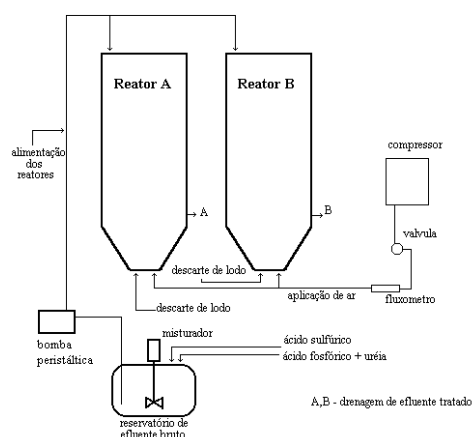 Reator A
Reator B
compressor
alimentação
dos
reatores
A
B
valvula
descarte de lodo
aplicação de ar
fluxometro
descarte de lodo
misturador
bomba
peristáltica
ácido sulfúrico
ácido fosfórico + uréia
A,B - drenagem de efluente tratado
reservatório de
efluente bruto